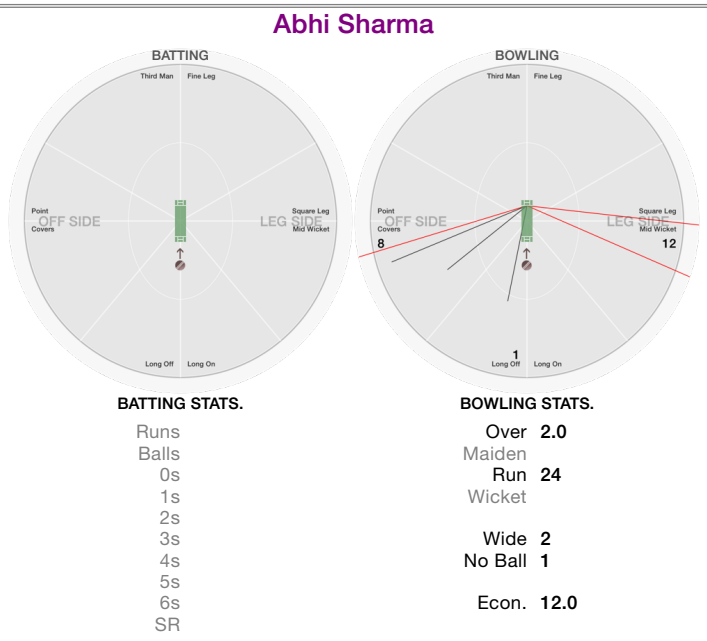 Abhi Sharma
BATTING
Third Man Fine Leg
Point
OFF SIDE
Covers
Square Leg
LEG SIDE
Mid Wicket
Long Off Long On
BOWLING
Third Man Fine Leg
Point
OFF SIDE
Covers
8
Square Leg
LEG SIDE
Mid Wicket
12
1
Long Off Long On
BATTING STATS.
Runs
Balls
0s
1s
2s
3s
4s
5s
6s
SR
BOWLING STATS.
Over 2.0
Maiden
Run 24
Wicket
Wide 2
No Ball 1
Econ. 12.0